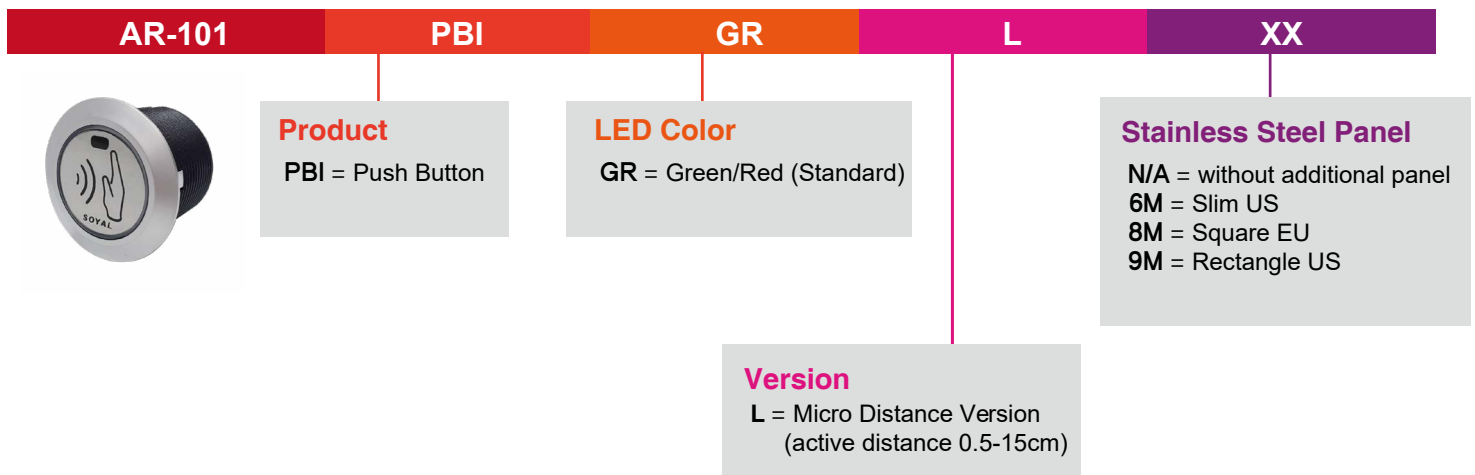 AR-101 PBI GR L XX
SOYAL
Product
PBI = Push Button
LED Color
GR = Green/Red (Standard)
Stainless Steel Panel
N/A = without additional panel
6M = Slim US
8M = Square EU
9M = Rectangle US
Version
L = Micro Distance Version
(active distance 0.5-15cm)